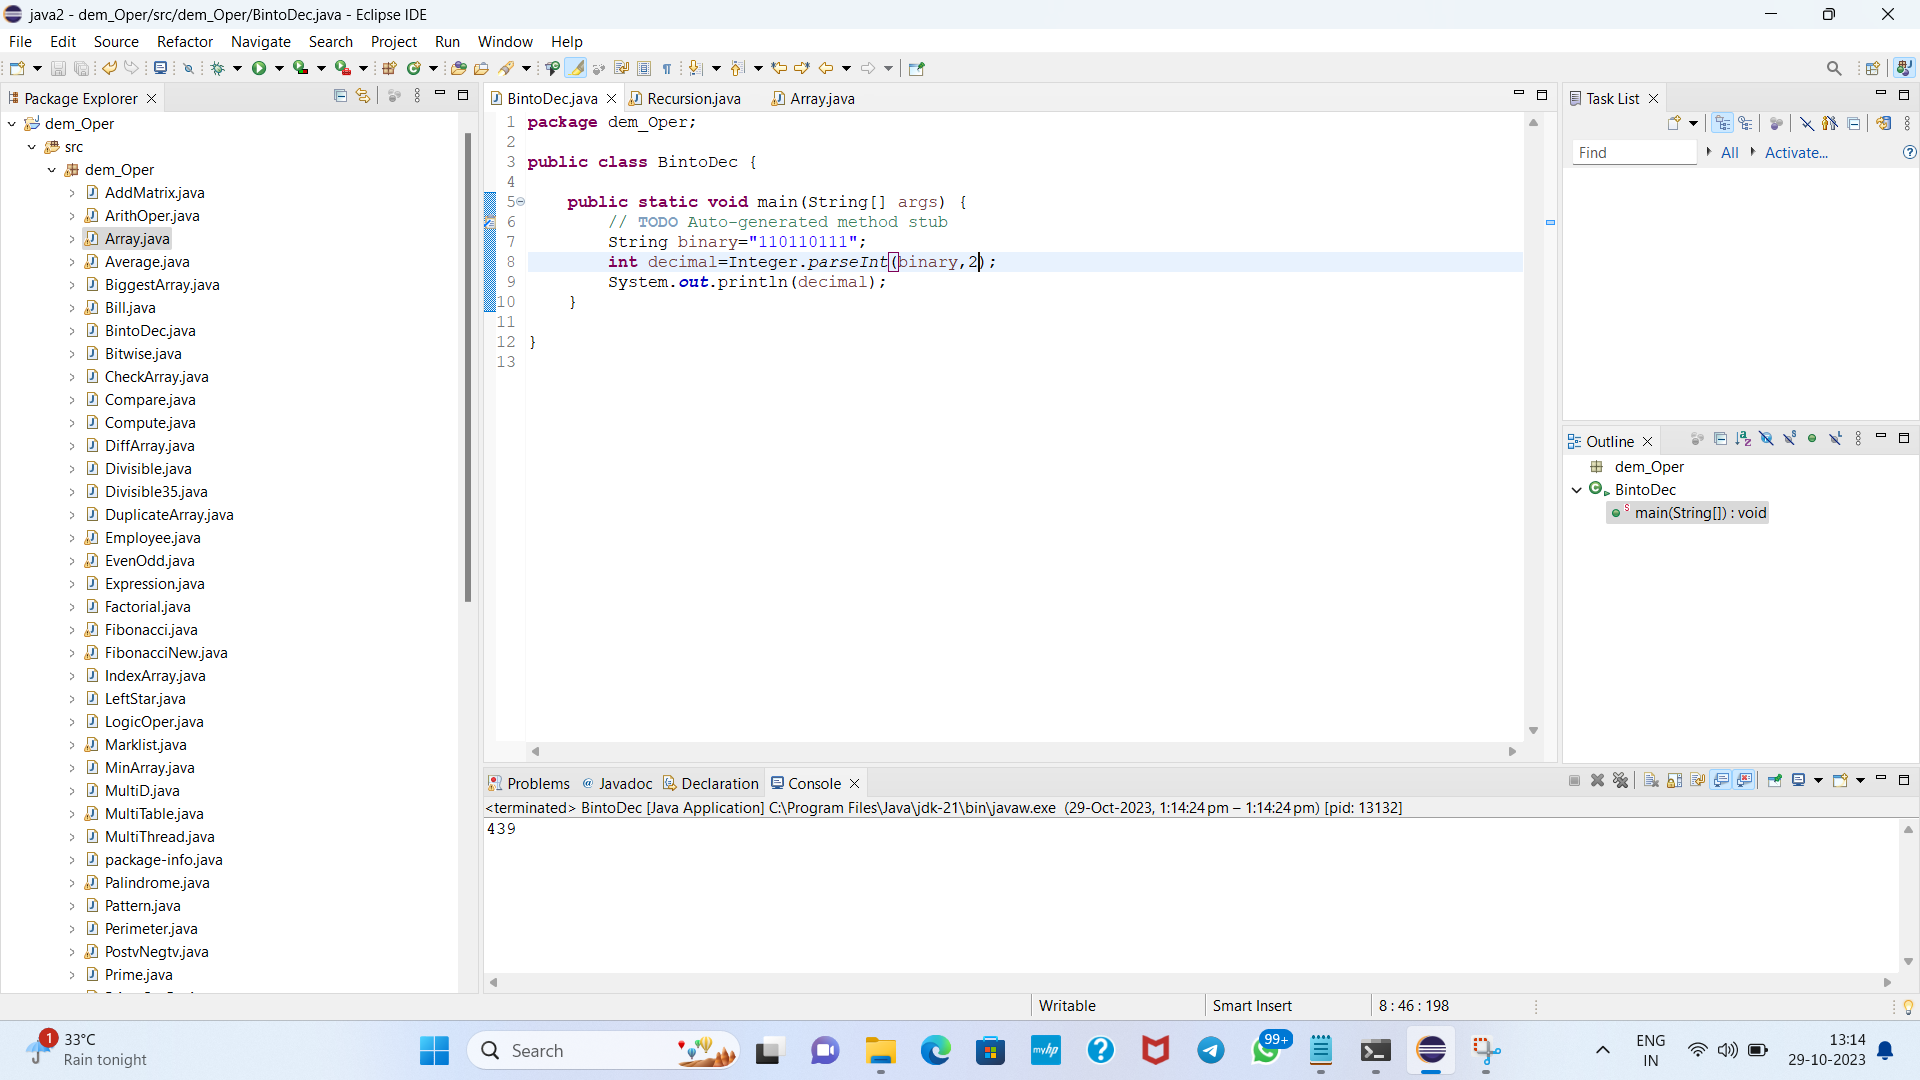 java2 - dem_Oper/src/dem_Oper/BintoDec.java - Eclipse IDE
File Edit Source Refactor Navigate Search Project Run Window Help
Package Explorer
dem_Oper
src
dem_Oper
AddMatrix.java
ArithOper.java
Array.java
Average.java
BiggestArray.java
Bill.java
BintoDec.java
Bitwise.java
CheckArray.java
Compare.java
Compute.java
DiffArray.java
Divisible.java
Divisible35.java
DuplicateArray.java
Employee.java
EvenOdd.java
Expression.java
Factorial.java
Fibonacci.java
FibonacciNew.java
IndexArray.java
LeftStar.java
LogicOper.java
Marklist.java
MinArray.java
MultiD.java
MultiTable.java
MultiThread.java
package-info.java
Palindrome.java
Pattern.java
Perimeter.java
PostvNegtv.java
Prime.java
BintoDec.java Recursion.java Array.java
1 package dem_Oper;
2
3 public class BintoDec {
4
5 public static void main(String[] args) {
6 // TODO Auto-generated method stub
7 String binary="110110111";
8 int decimal=Integer.parseInt(binary,2);
9 System.out.println(decimal);
10 }
11
12 }
13
Task List
Find All Activate...
Outline
dem_Oper
BintoDec
main(String[]) : void
Problems Javadoc Declaration Console
<terminated> BintoDec [Java Application] C:\Program Files\Java\jdk-21\bin\javaw.exe (29-Oct-2023, 1:14:24 pm – 1:14:24 pm) [pid: 13132]
439
Writable Smart Insert 8 : 46 : 198
1
33°C
Rain tonight
Search
myhp
99+
ENG
IN
13:14
29-10-2023